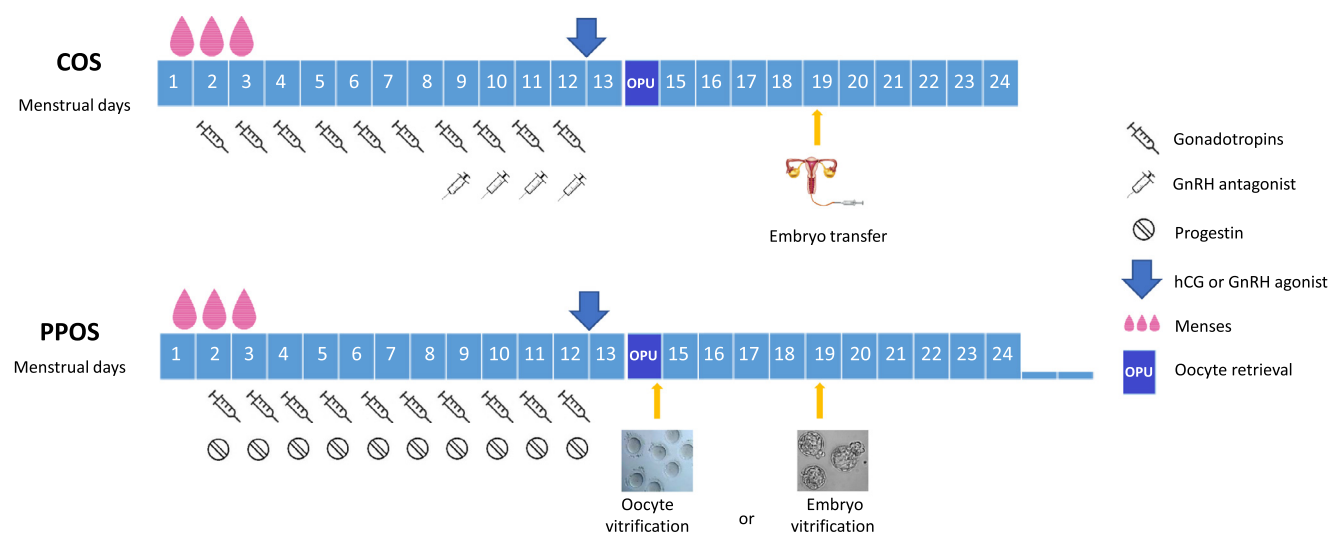 COS
Menstrual days
1 2 3 4 5 6 7 8 9 10 11 12 13 OPU 15 16 17 18 19 20 21 22 23 24
Embryo transfer
PPOS
Menstrual days
1 2 3 4 5 6 7 8 9 10 11 12 13 OPU 15 16 17 18 19 20 21 22 23 24
Oocyte
vitrification
or
Embryo
vitrification
Gonadotropins
GnRH antagonist
Progestin
hCG or GnRH agonist
Menses
OPU Oocyte retrieval